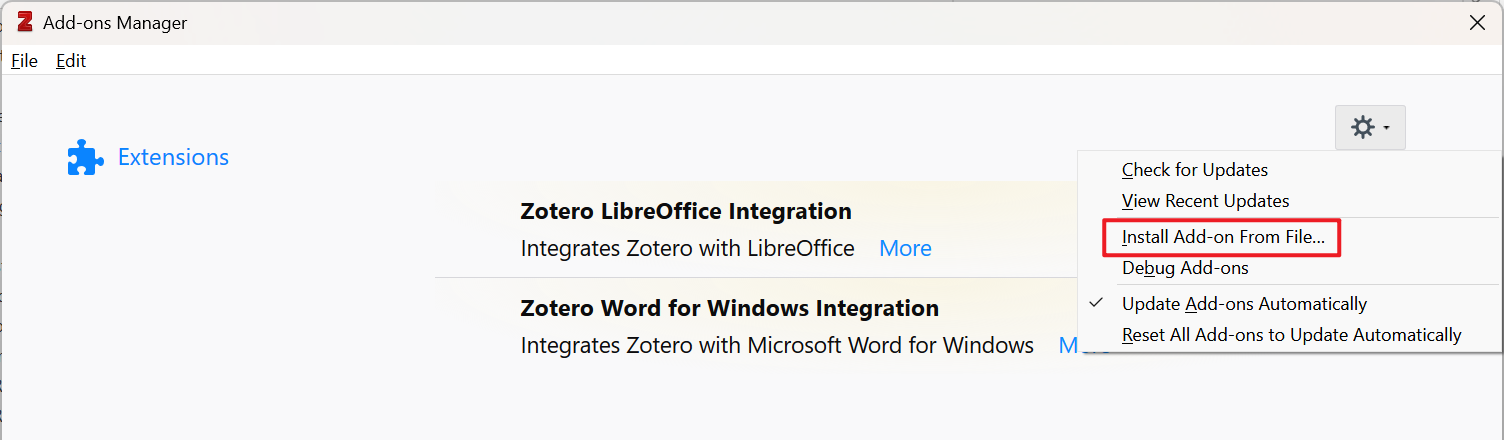 Z Add-ons Manager
File Edit
Extensions
Check for Updates
View Recent Updates
Zotero LibreOffice Integration
Install Add-on From File...
Integrates Zotero with LibreOffice More
Debug Add-ons
Update Add-ons Automatically
Zotero Word for Windows Integration
Reset All Add-ons to Update Automatically
Integrates Zotero with Microsoft Word for Windows